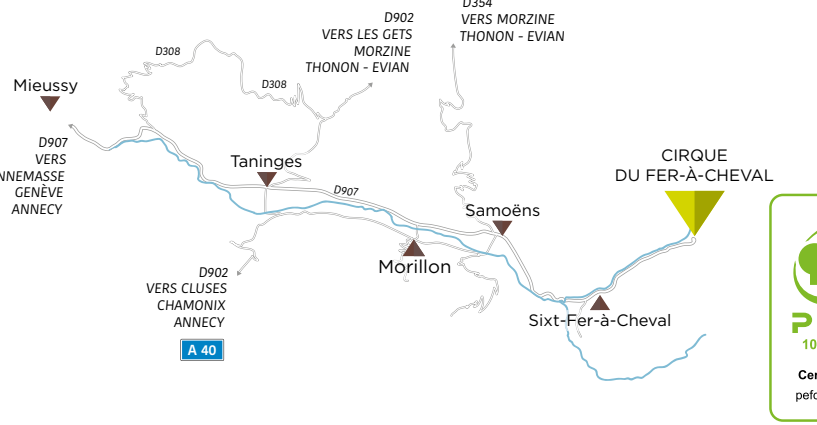 D354
VERS MORZINE
THONON - EVIAN
D902
VERS LES GETS
MORZINE
THONON - EVIAN
D308
D308
Mieussy
D907
VERS
GENÈVE
ANNECY
Taninges
D907
CIRQUE
DU FER-À-CHEVAL
Samoëns
Morillon
D902
VERS CLUSES
CHAMONIX
ANNECY
A 40
Sixt-Fer-à-Cheval